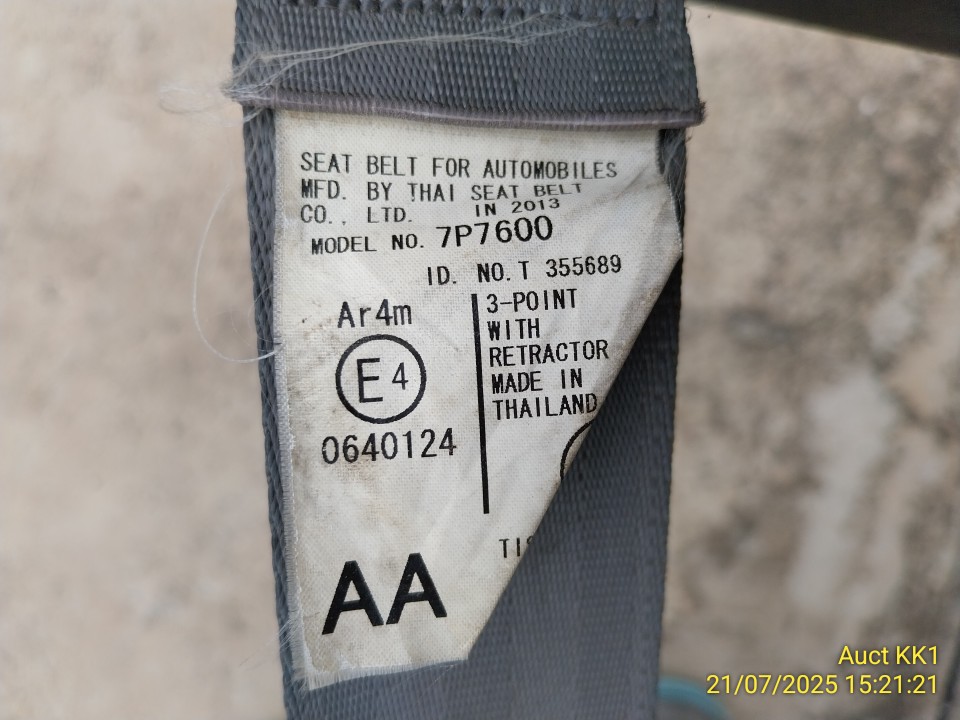 SEAT BELT FOR AUTOMOBILES
MFD. BY THAI SEAT BELT
CO., LTD. IN 2013
MODEL NO. 7P7600
ID. NO. T 355689
Ar4m
E4
0640124
3-POINT
WITH
RETRACTOR
MADE IN
THAILAND
AA
Auct KK1
21/07/2025 15:21:21